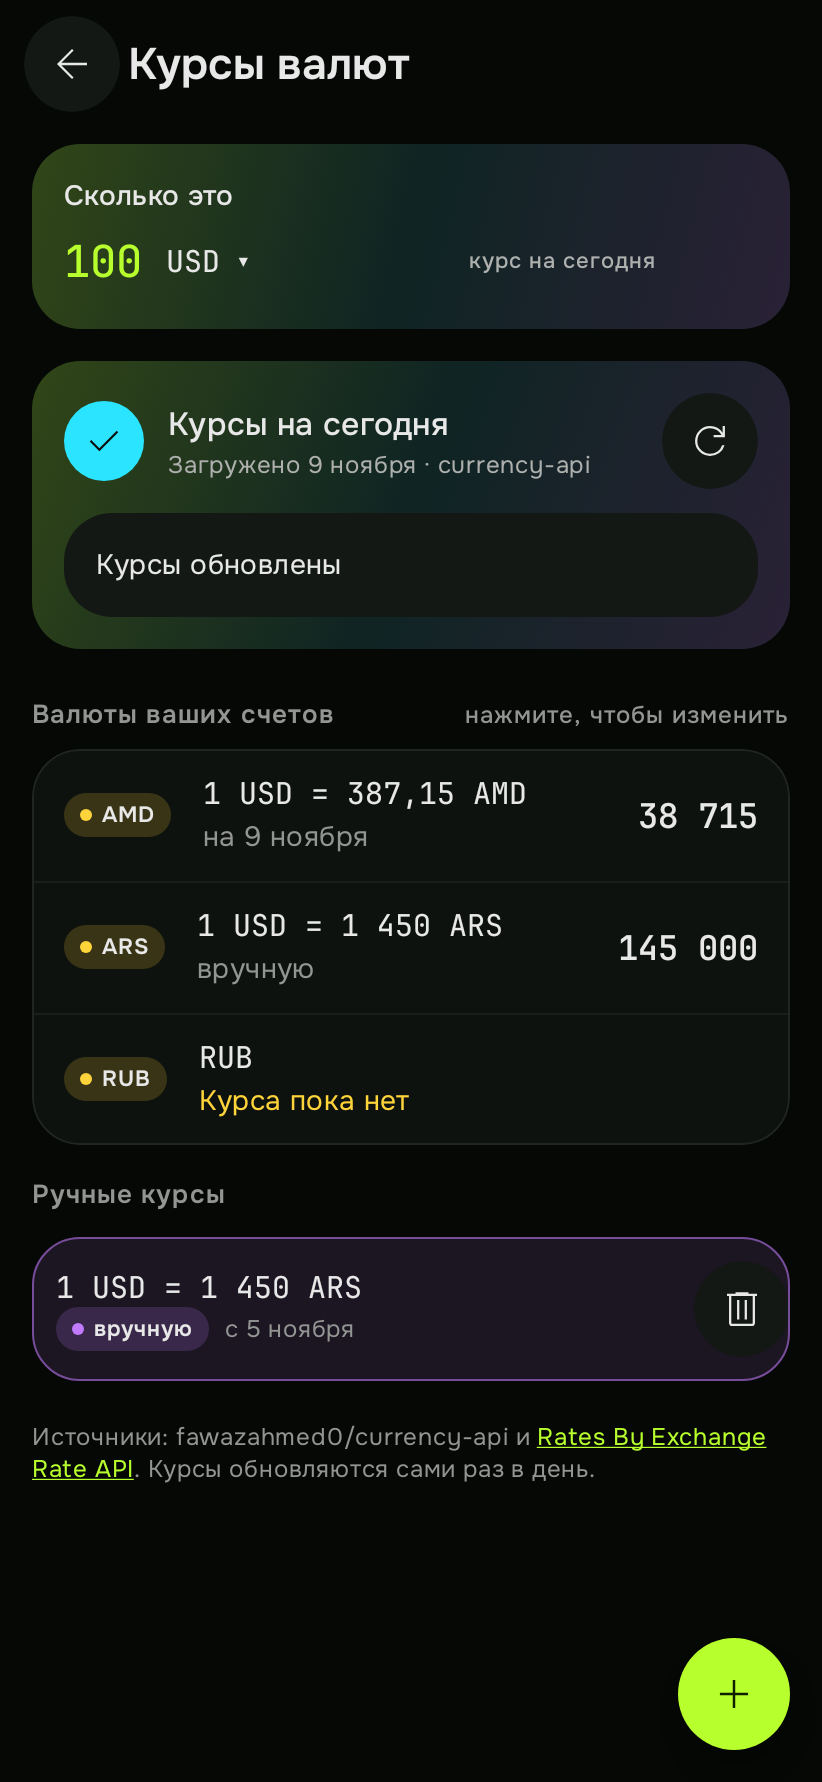 Курсы валют
Сколько это
100 USD ▾
курс на сегодня
Курсы на сегодня
Загружено 9 ноября · currency-api
Курсы обновлены
Валюты ваших счетов
нажмите, чтобы изменить
AMD
1 USD = 387,15 AMD
на 9 ноября
38 715
ARS
1 USD = 1 450 ARS
вручную
145 000
RUB
RUB
Курса пока нет
Ручные курсы
1 USD = 1 450 ARS
вручную
с 5 ноября
Источники: fawazahmed0/currency-api и Rates By Exchange
Rate API. Курсы обновляются сами раз в день.